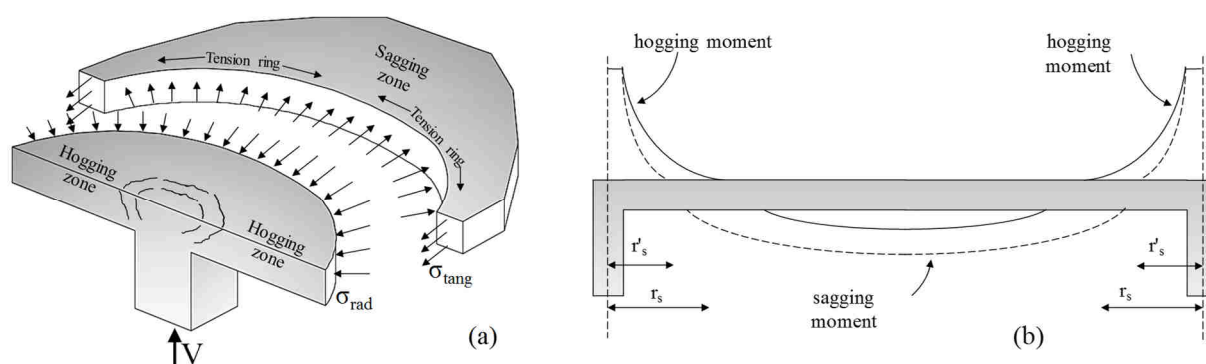 Sagging
zone
Tension ring
Tension ring
Hogging
zone
Hogging
zone
σtang
σrad
V
(a)
hogging moment
hogging
moment
r's
r's
rs
rs
sagging
moment
(b)